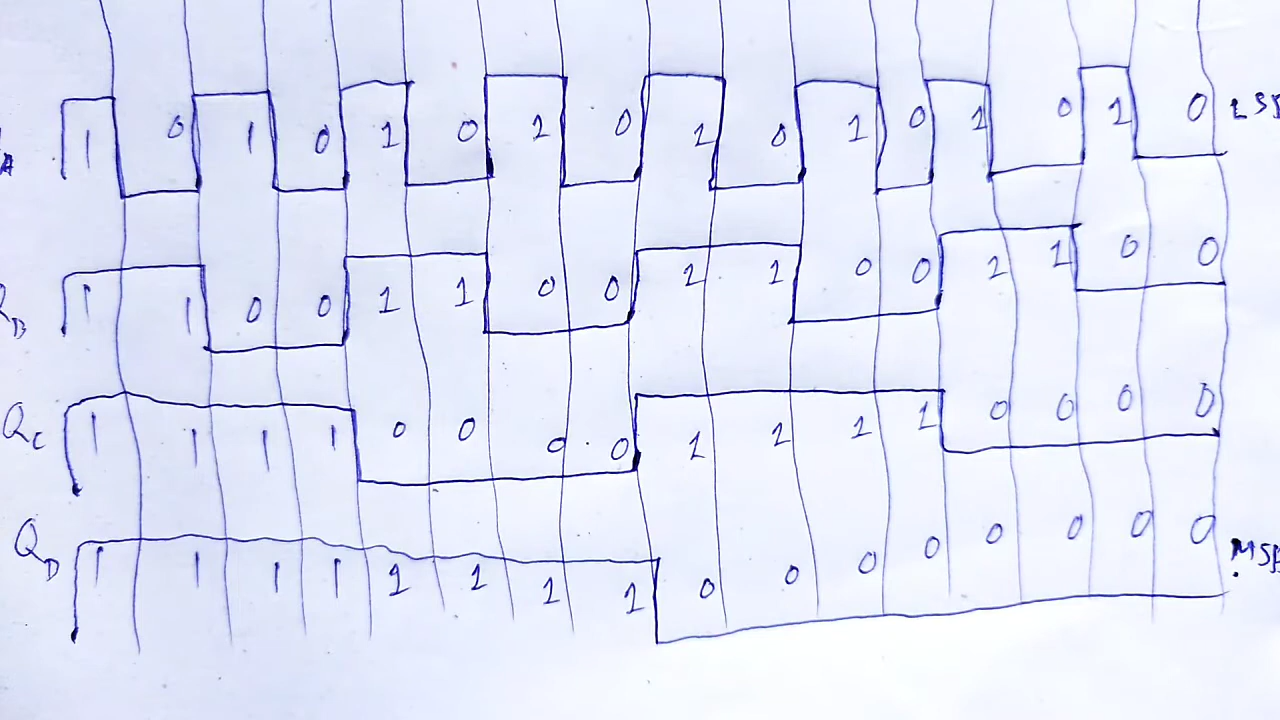 A 1 0 1 0 1 0 1 0 1 0 1 0 1 0 1 0 LSB
QB 1 1 0 0 1 1 0 0 1 1 0 0 1 1 0 0
QC 1 1 1 1 0 0 0 0 1 1 1 1 0 0 0 0
QD 1 1 1 1 1 1 1 1 0 0 0 0 0 0 0 0 MSB